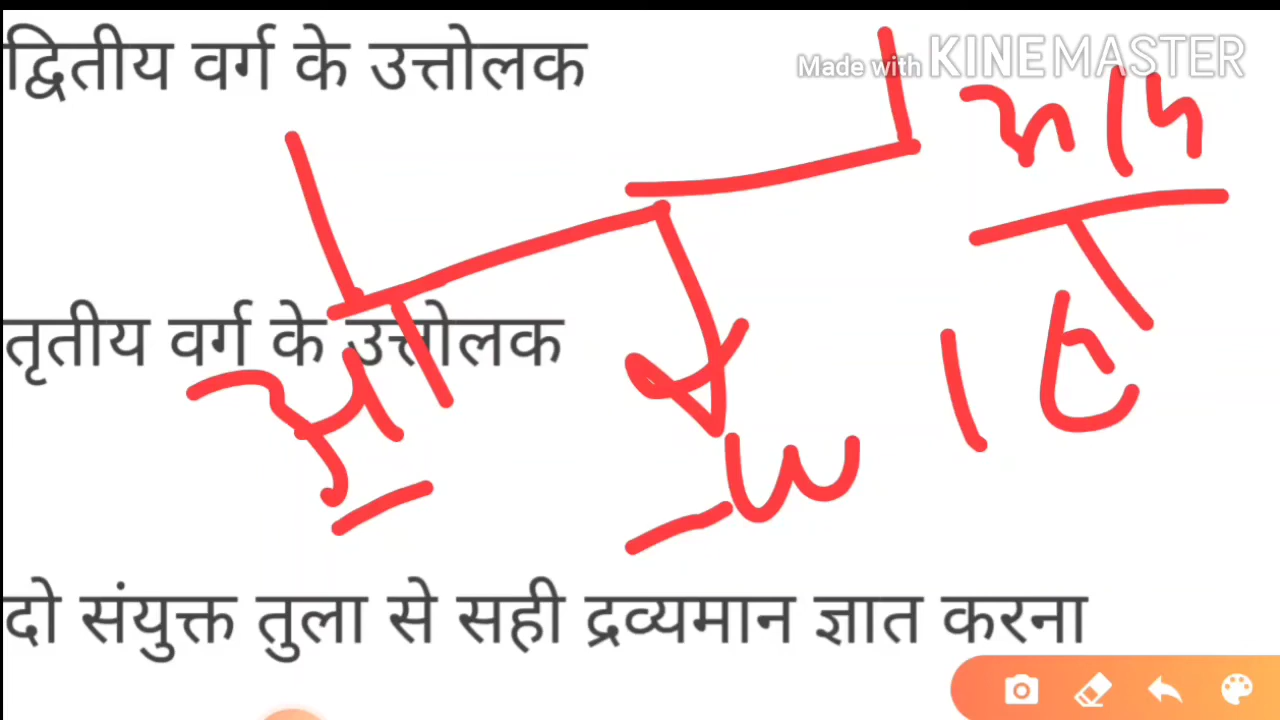 द्वितीय वर्ग के उत्तोलक
Made with KINEMASTER
तृतीय वर्ग के उत्तोलक
W
दो संयुक्त तुला से सही द्रव्यमान ज्ञात करना